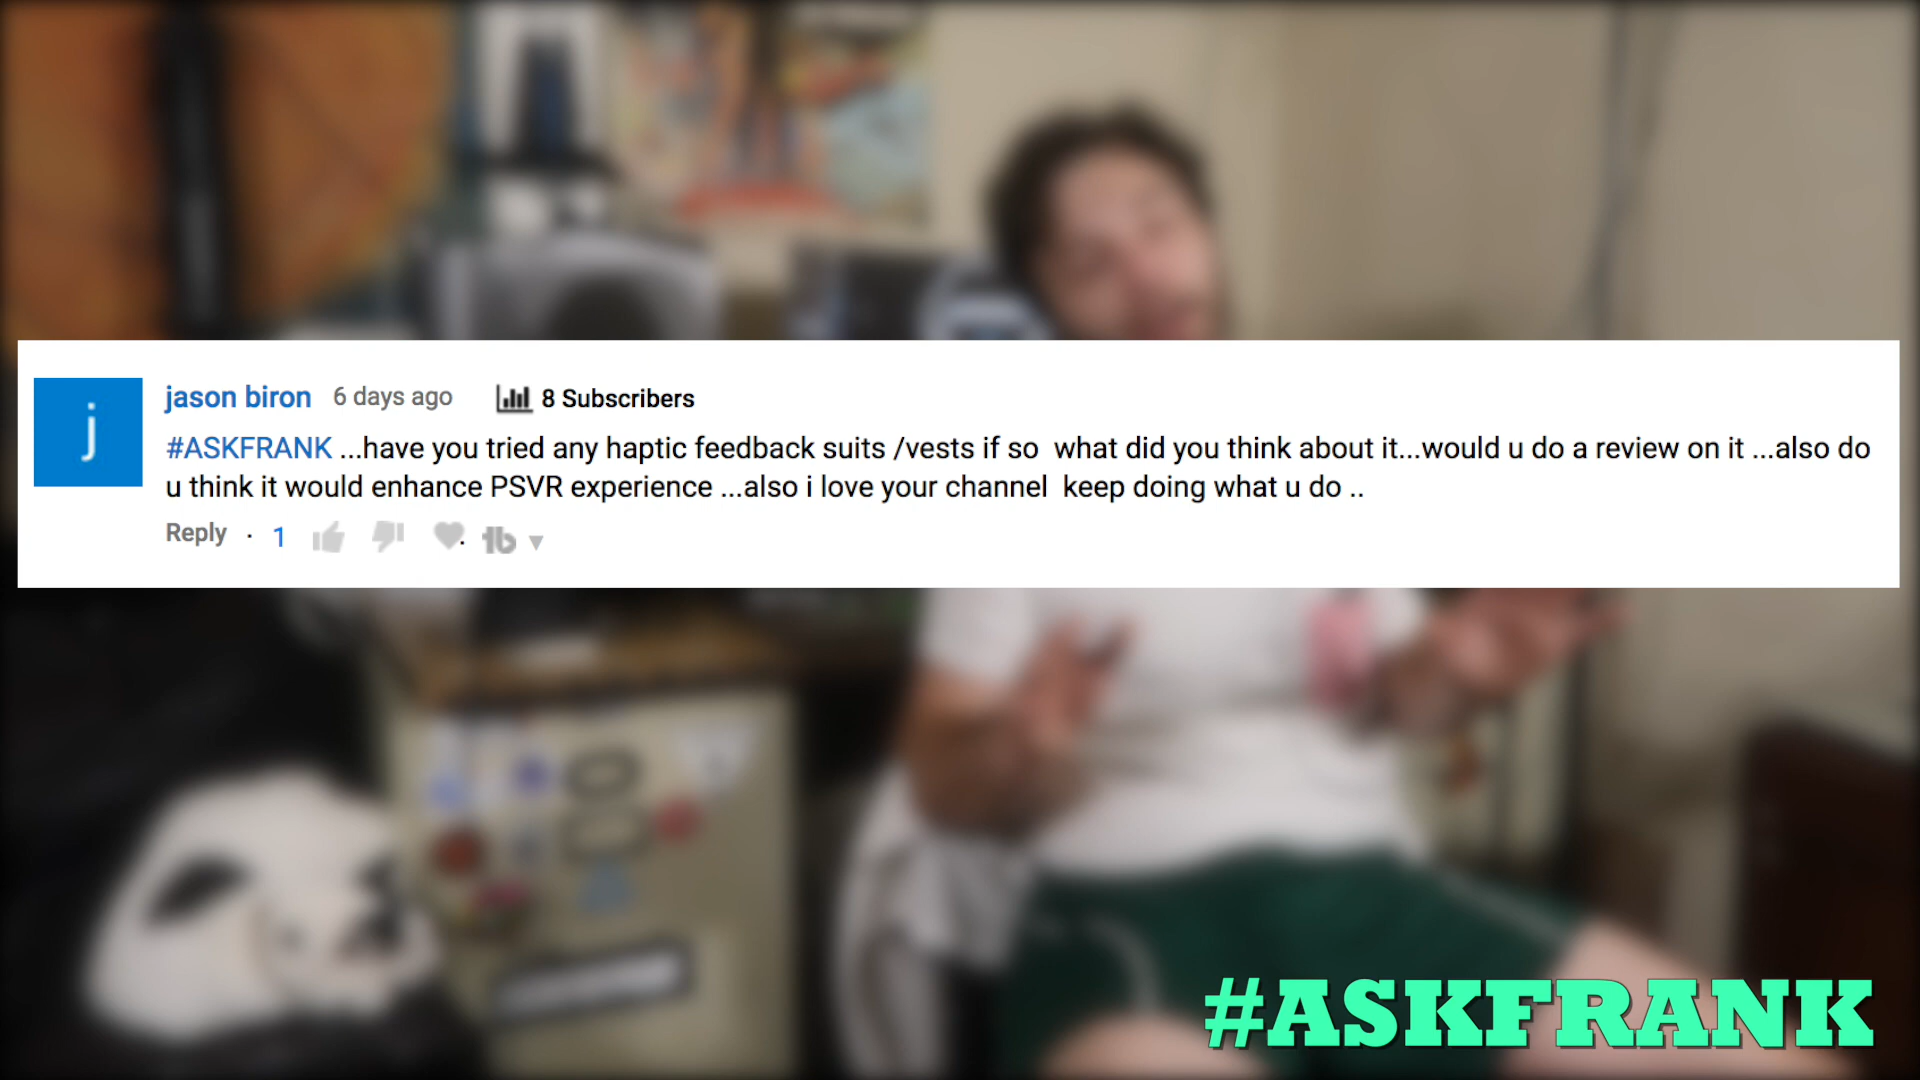 j
jason biron 6 days ago 8 Subscribers
#ASKFRANK ...have you tried any haptic feedback suits /vests if so what did you think about it...would u do a review on it ...also do
u think it would enhance PSVR experience ...also i love your channel keep doing what u do ..
Reply · 1 tb ▼
#ASKFRANK